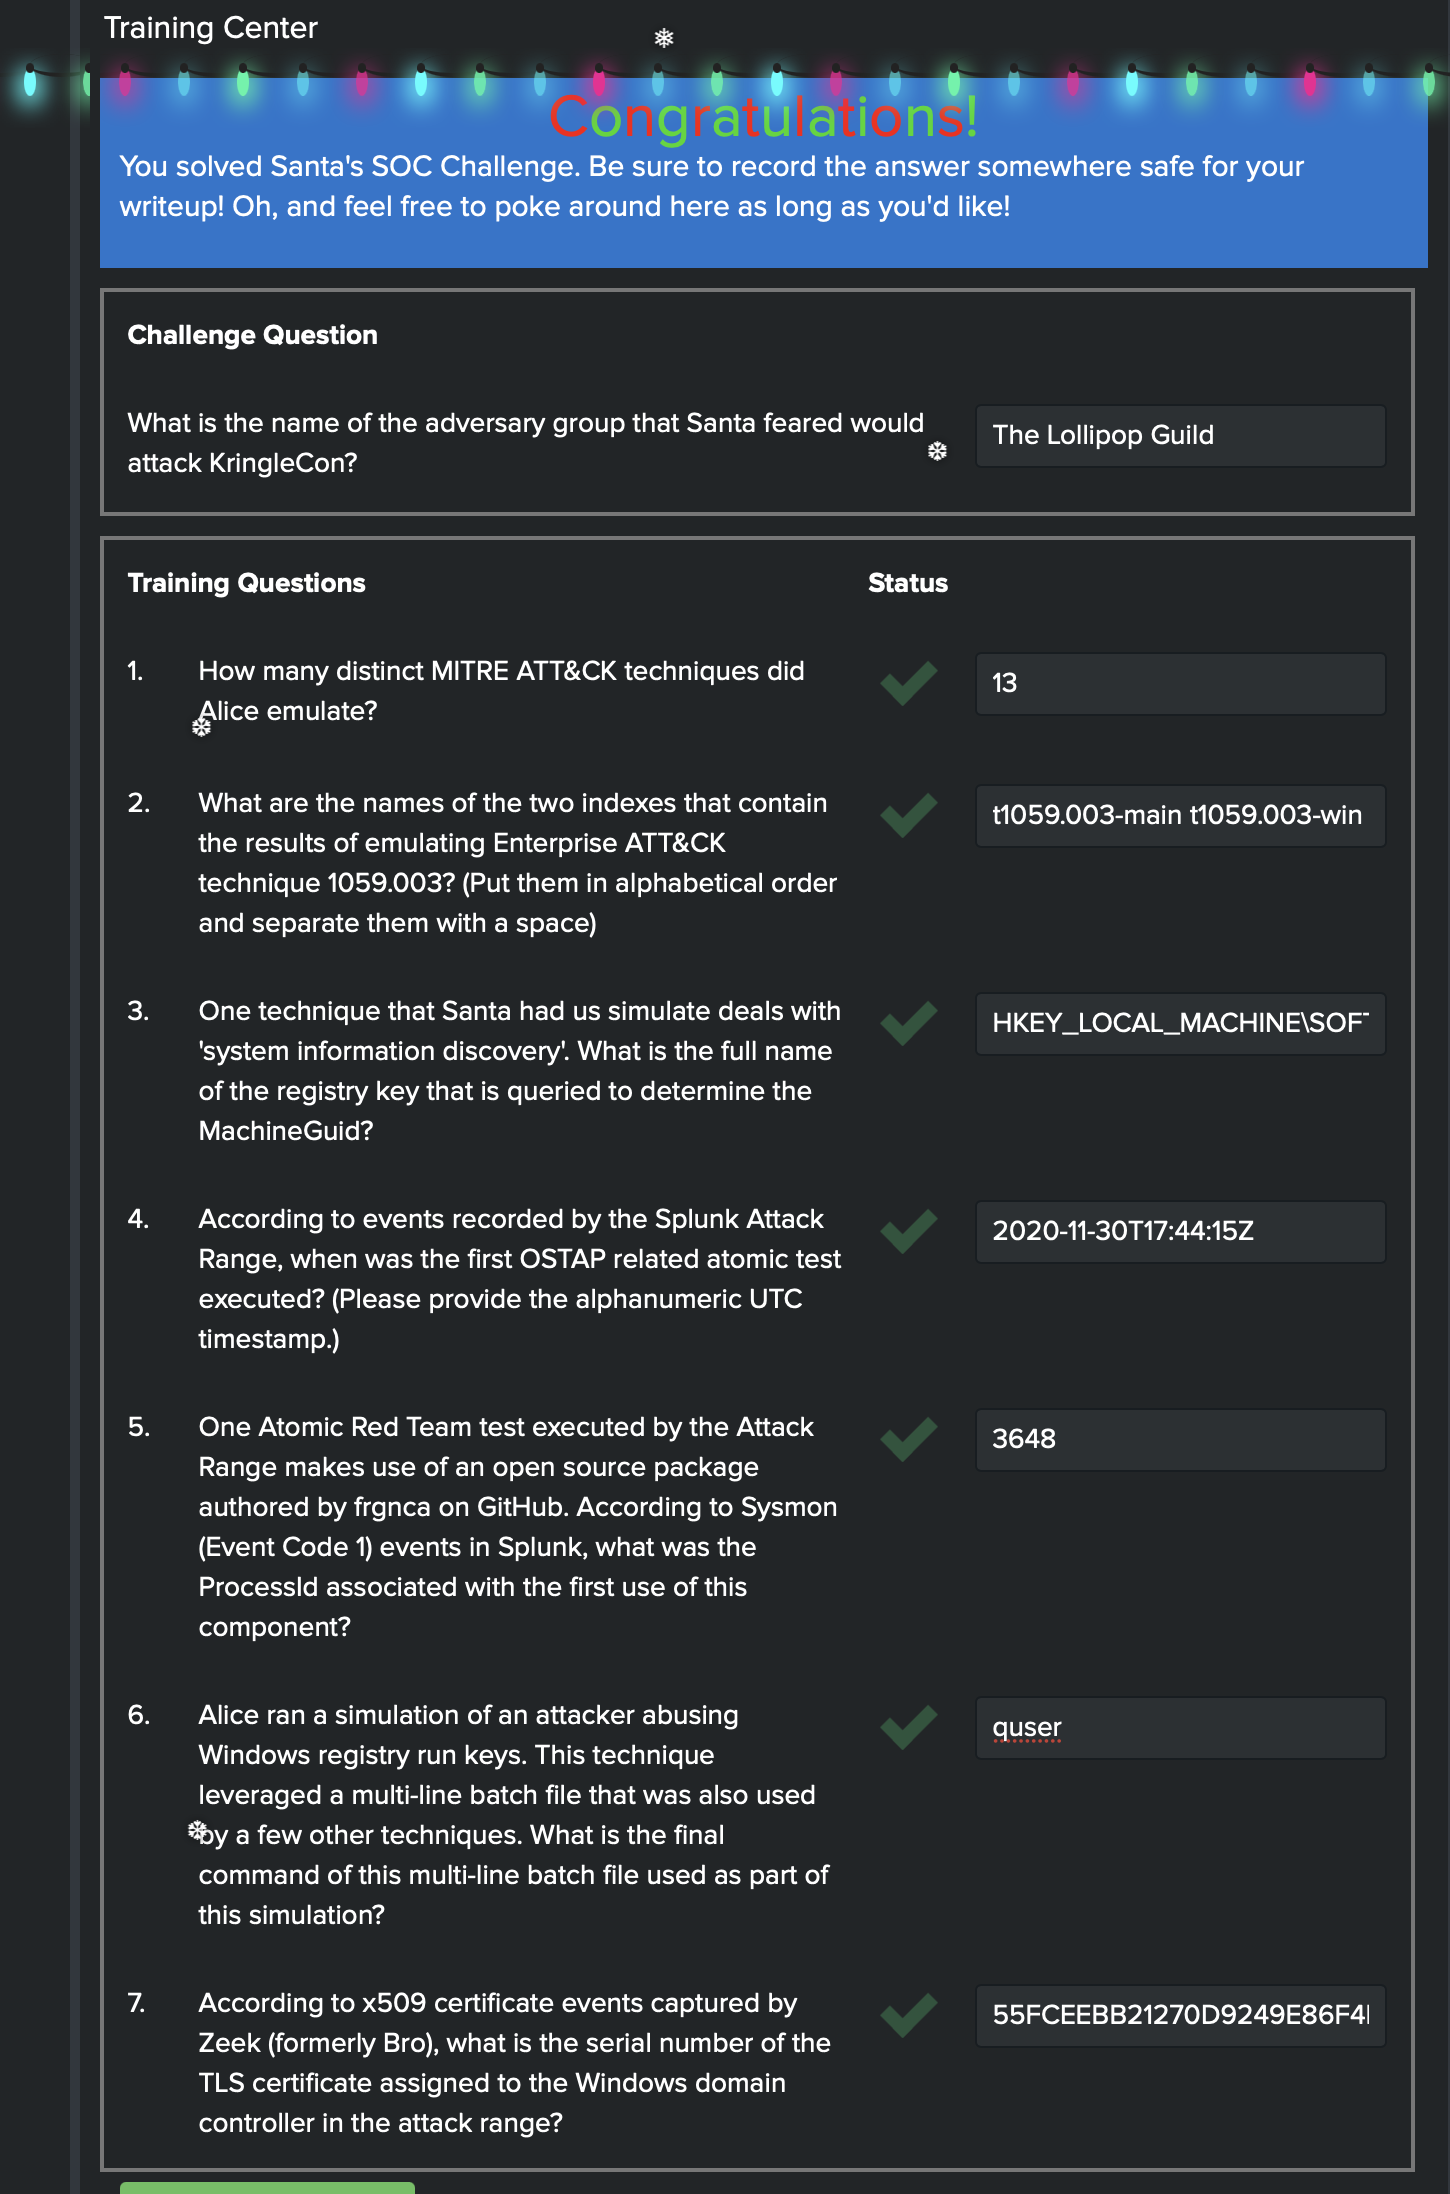 Training Center
Congratulations!
You solved Santa's SOC Challenge. Be sure to record the answer somewhere safe for your
writeup! Oh, and feel free to poke around here as long as you'd like!
Challenge Question
What is the name of the adversary group that Santa feared would
attack KringleCon?
The Lollipop Guild
Training Questions
Status
1.
How many distinct MITRE ATT&CK techniques did
Alice emulate?
13
2.
What are the names of the two indexes that contain
the results of emulating Enterprise ATT&CK
technique 1059.003? (Put them in alphabetical order
and separate them with a space)
t1059.003-main t1059.003-win
3.
One technique that Santa had us simulate deals with
'system information discovery'. What is the full name
of the registry key that is queried to determine the
MachineGuid?
HKEY_LOCAL_MACHINE\SOF
4.
According to events recorded by the Splunk Attack
Range, when was the first OSTAP related atomic test
executed? (Please provide the alphanumeric UTC
timestamp.)
2020-11-30T17:44:15Z
5.
One Atomic Red Team test executed by the Attack
Range makes use of an open source package
authored by frgnca on GitHub. According to Sysmon
(Event Code 1) events in Splunk, what was the
ProcessId associated with the first use of this
component?
3648
6.
Alice ran a simulation of an attacker abusing
Windows registry run keys. This technique
leveraged a multi-line batch file that was also used
by a few other techniques. What is the final
command of this multi-line batch file used as part of
this simulation?
quser
7.
According to x509 certificate events captured by
Zeek (formerly Bro), what is the serial number of the
TLS certificate assigned to the Windows domain
controller in the attack range?
55FCEEBB21270D9249E86F4